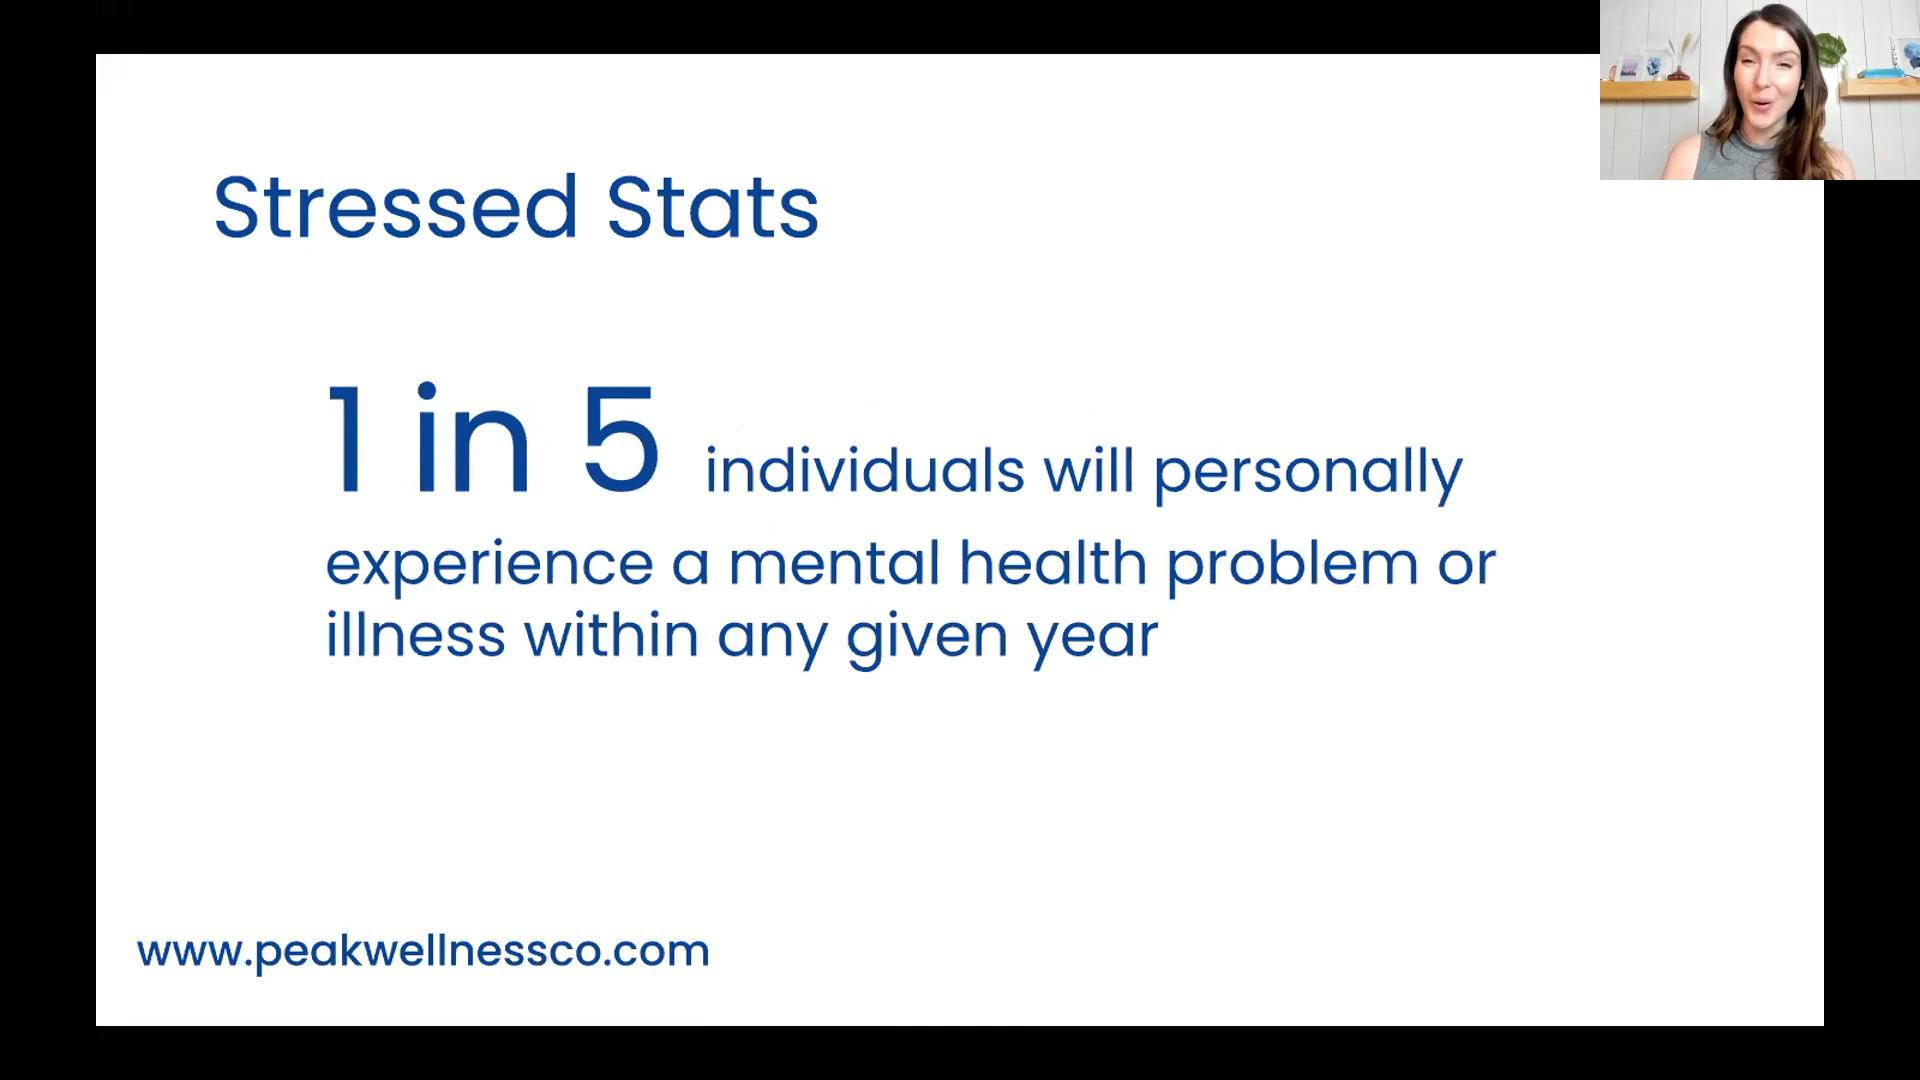 Stressed Stats
1 in 5 individuals will personally
experience a mental health problem or
illness within any given year
www.peakwellnessco.com